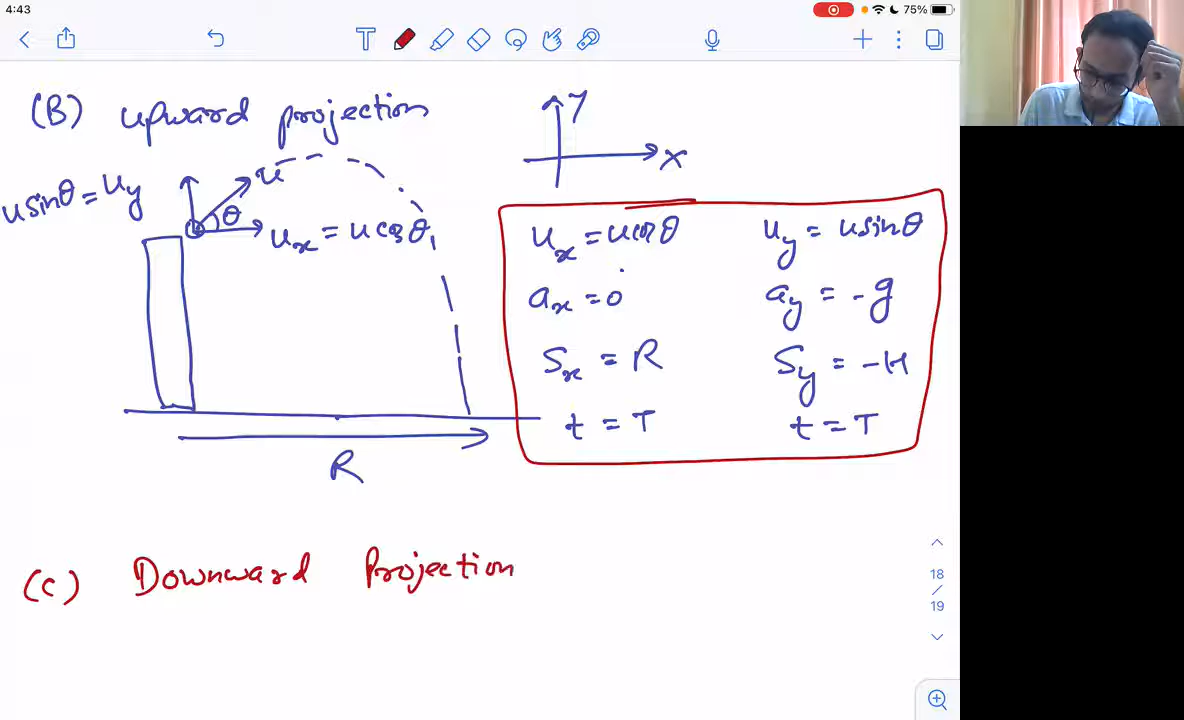 4:43
75%
T
(B) upward projection
y
x
u
usinθ = uy
θ
ux = ucosθ
ux = ucosθ uy = usinθ
ax = 0 ay = -g
Sx = R Sy = -H
t = T t = T
R
(C) Downward Projection
18
/
19